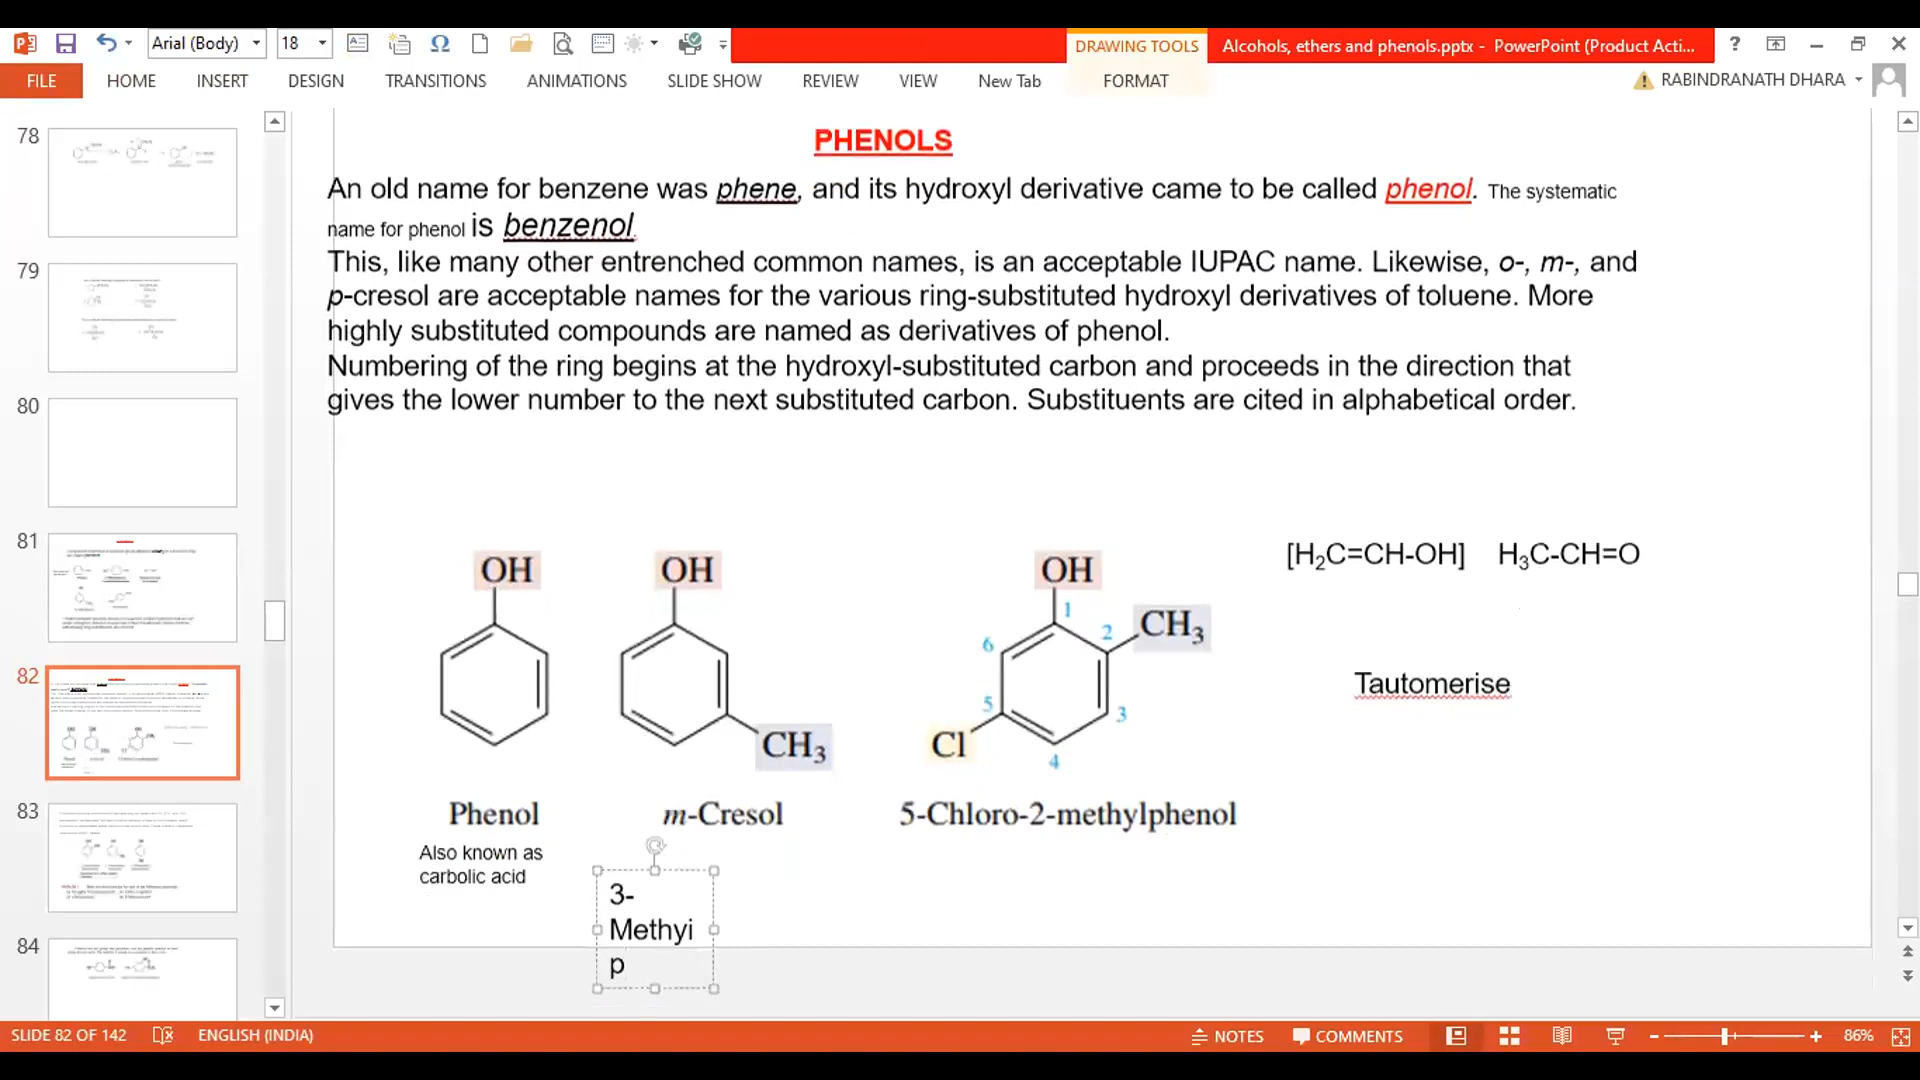 Arial (Body)
18
DRAWING TOOLS
Alcohols, ethers and phenols.pptx - PowerPoint (Product Acti...
FILE
HOME
INSERT
DESIGN
TRANSITIONS
ANIMATIONS
SLIDE SHOW
REVIEW
VIEW
New Tab
FORMAT
RABINDRANATH DHARA
78
79
80
81
82
83
84
PHENOLS
An old name for benzene was phene, and its hydroxyl derivative came to be called phenol. The systematic
name for phenol is benzenol.
This, like many other entrenched common names, is an acceptable IUPAC name. Likewise, o-, m-, and
p-cresol are acceptable names for the various ring-substituted hydroxyl derivatives of toluene. More
highly substituted compounds are named as derivatives of phenol.
Numbering of the ring begins at the hydroxyl-substituted carbon and proceeds in the direction that
gives the lower number to the next substituted carbon. Substituents are cited in alphabetical order.
OH
OH
CH₃
OH
1
2
3
4
5
6
CH₃
Cl
[H₂C=CH-OH] H₃C-CH=O
Tautomerise
Phenol
m-Cresol
5-Chloro-2-methylphenol
Also known as
carbolic acid
3-
Methyi
p
SLIDE 82 OF 142
ENGLISH (INDIA)
NOTES
COMMENTS
86%